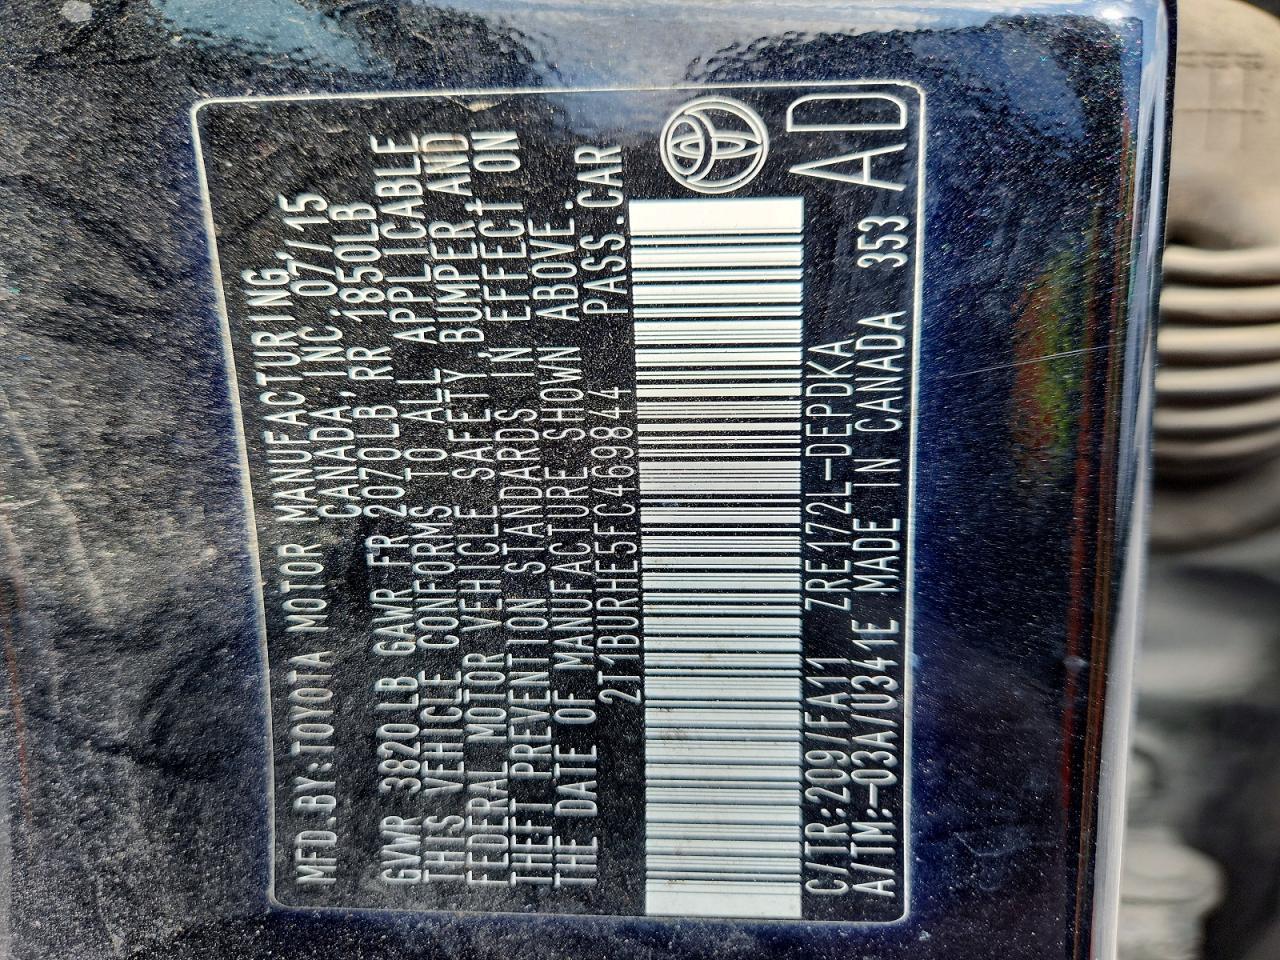 MFD.BY:TOYOTA MOTOR MANUFACTURING,
CANADA, INC. 07/15
GVWR 3820LB GAWR FR 2070LB RR 1850LB
THIS VEHICLE CONFORMS TO ALL APPLICABLE
FEDERAL MOTOR VEHICLE SAFETY, BUMPER AND
THEFT PREVENTION STANDARDS IN EFFECT ON
THE DATE OF MANUFACTURE SHOWN ABOVE.
2T1BURHE5FC469844 PASS.CAR
C/TR:209/FA11 ZRE172L-DEPDKA
A/TM:-03A/U341E MADE IN CANADA 353 AD